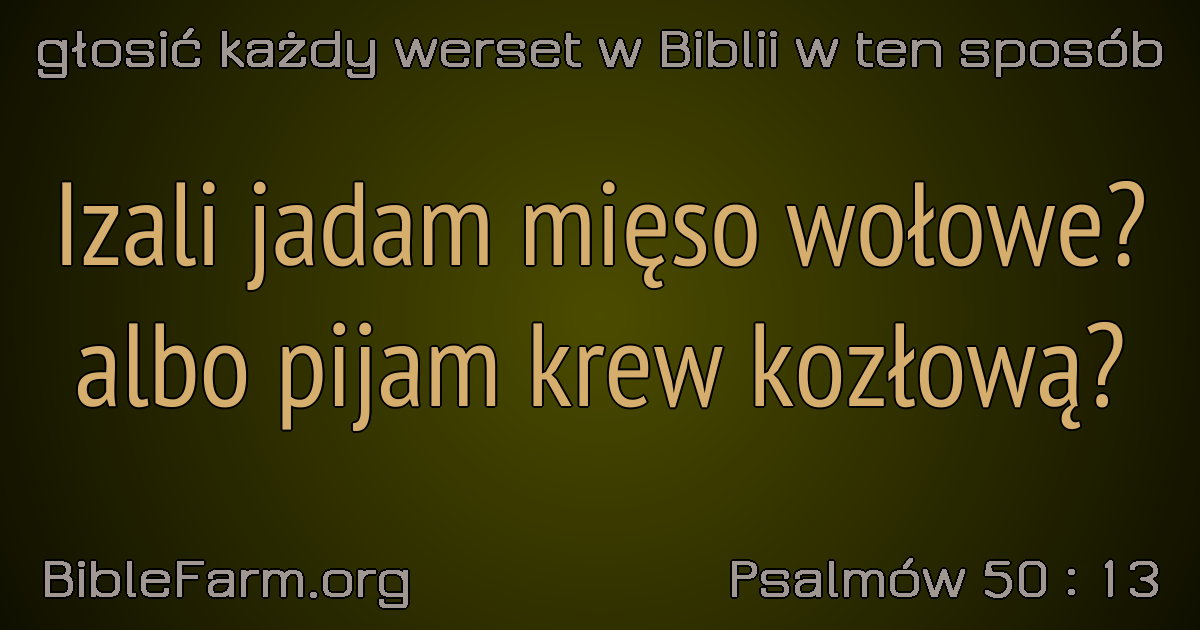 głosić każdy werset w Biblii w ten sposób
Izali jadam mięso wołowe?
albo pijam krew kozłową?
BibleFarm.org
Psalmów 50 : 13